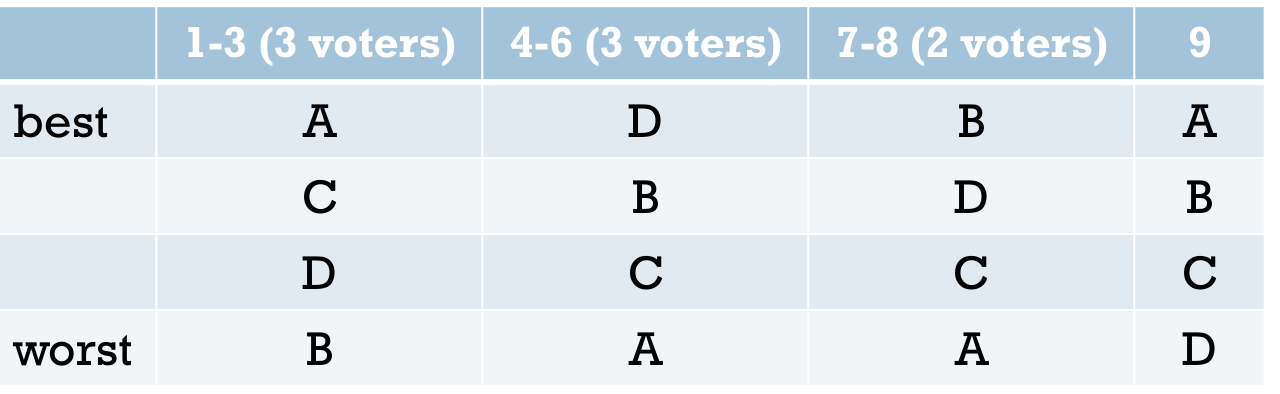 1-3 (3 voters) 4-6 (3 voters) 7-8 (2 voters) 9
best A D B A
C B D B
D C C C
worst B A A D